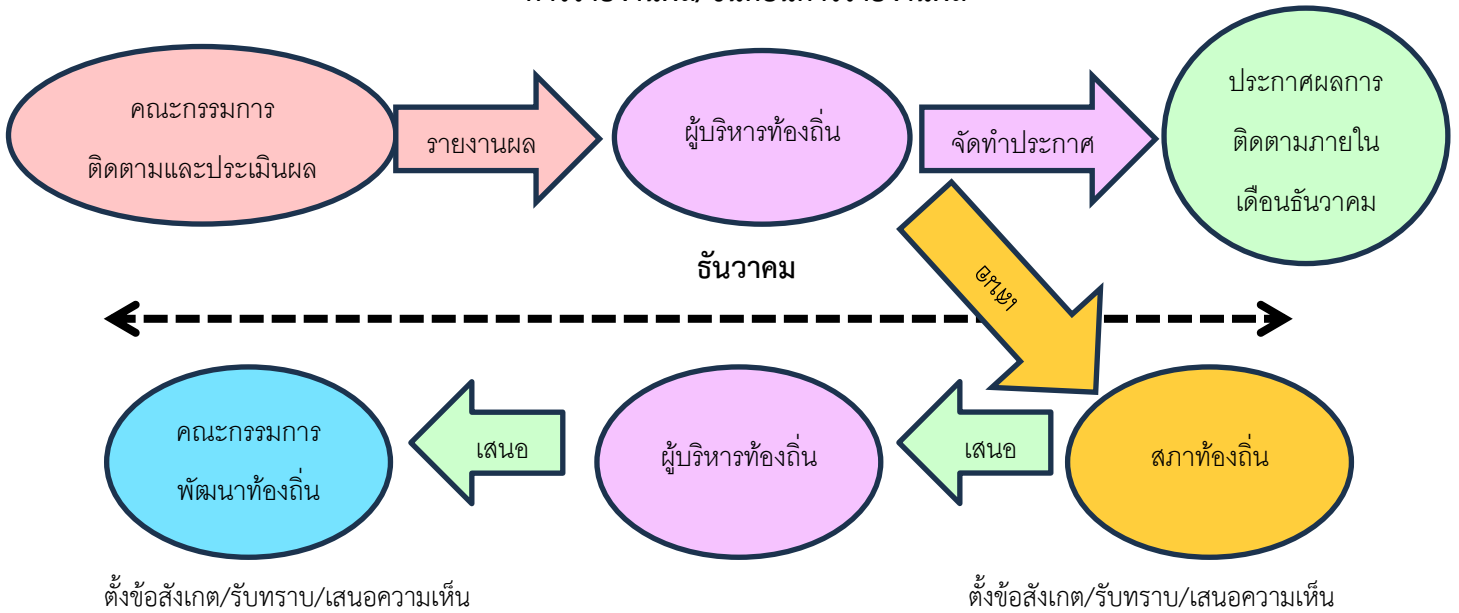 คณะกรรมการ
ติดตามและประเมินผล
รายงานผล
ผู้บริหารท้องถิ่น
จัดทำประกาศ
ประกาศผลการ
ติดตามภายใน
เดือนธันวาคม
ธันวาคม
เสนอ
คณะกรรมการ
พัฒนาท้องถิ่น
เสนอ
ผู้บริหารท้องถิ่น
เสนอ
สภาท้องถิ่น
ตั้งข้อสังเกต/รับทราบ/เสนอความเห็น
ตั้งข้อสังเกต/รับทราบ/เสนอความเห็น